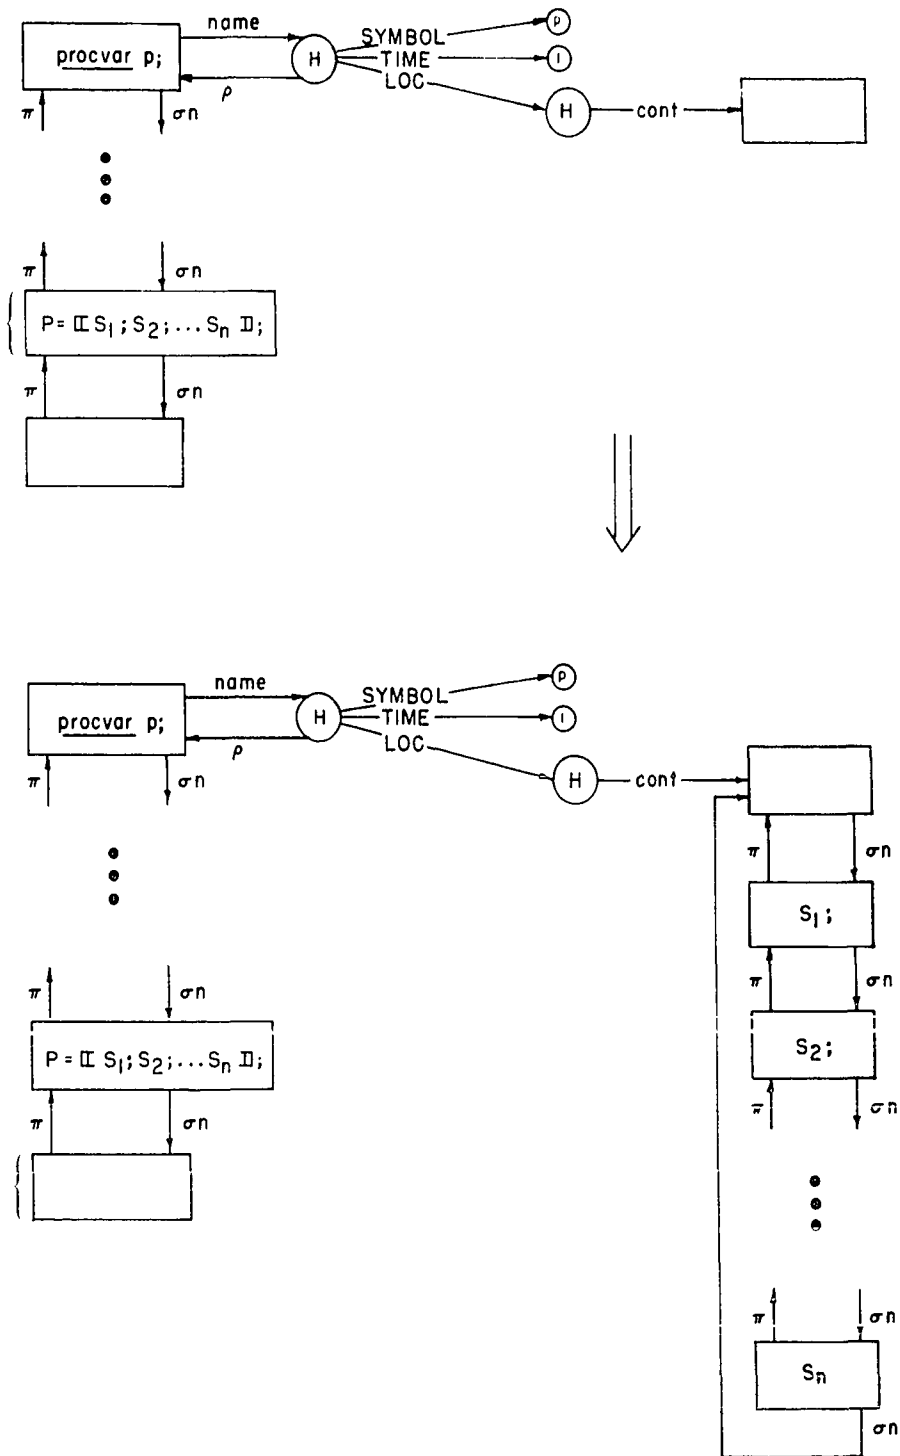 name
procvar p;
H
SYMBOL
p
TIME
1
LOC
ρ
H
cont
π
σn
π
σn
P = ⟦ S1; S2; ... Sn ⟧;
π
σn
name
procvar p;
H
SYMBOL
p
TIME
1
LOC
ρ
H
cont
π
σn
π
σn
S1;
π
σn
π
σn
S2;
P = ⟦ S1; S2; ... Sn ⟧;
π
σn
π
σn
π
σn
Sn
σn